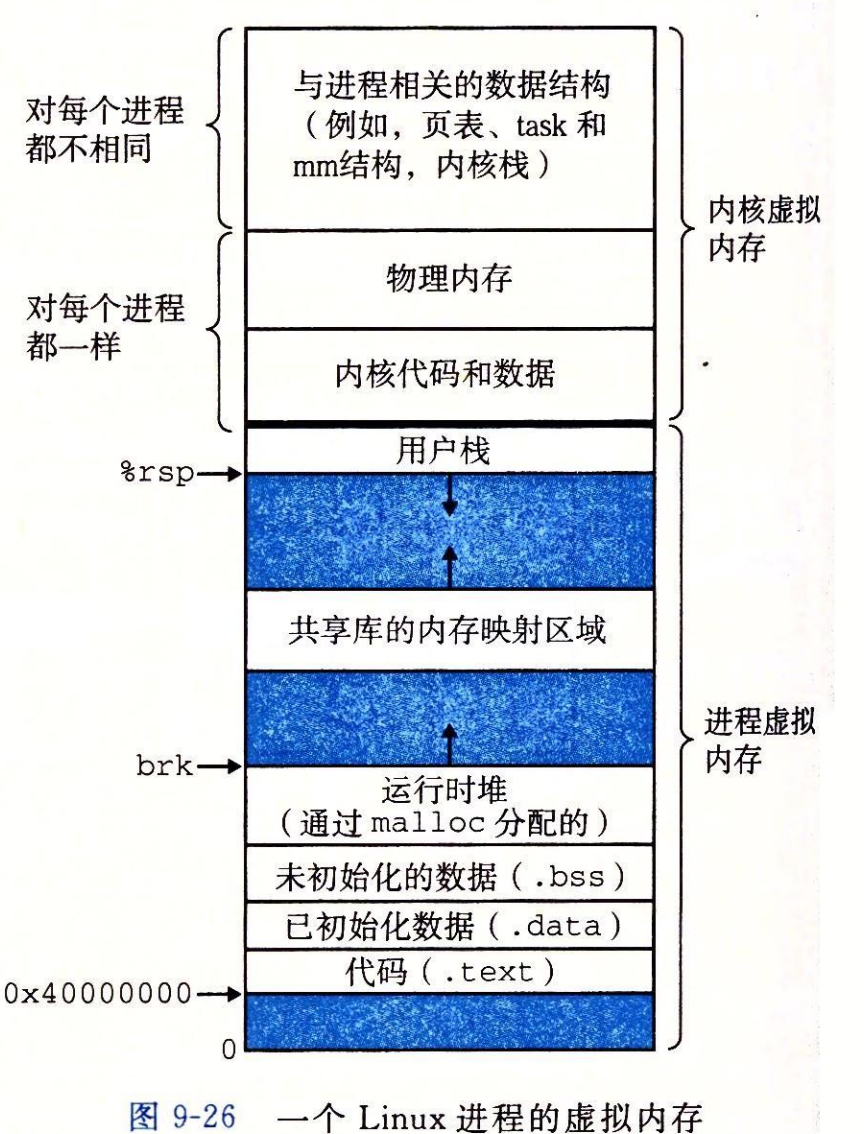 与进程相关的数据结构
（例如，页表、task 和
mm结构，内核栈）
对每个进程
都不相同
内核虚拟
内存
物理内存
对每个进程
都一样
内核代码和数据
用户栈
%rsp
共享库的内存映射区域
进程虚拟
内存
brk
运行时堆
（通过 malloc 分配的）
未初始化的数据（.bss）
已初始化数据（.data）
代码（.text）
0x40000000
0
图 9-26 一个 Linux 进程的虚拟内存